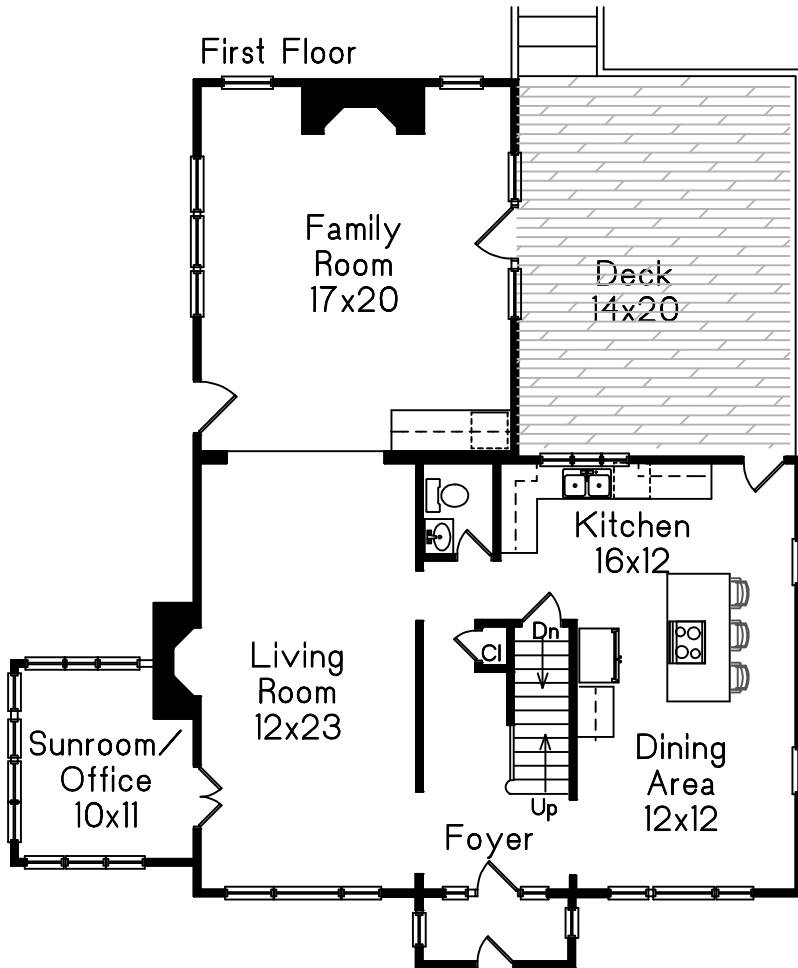 First Floor
Family
Room
17x20
Deck
14x20
Kitchen
16x12
Dn
Cl
Living
Room
12x23
Sunroom/
Office
10x11
Dining
Area
12x12
Up
Foyer